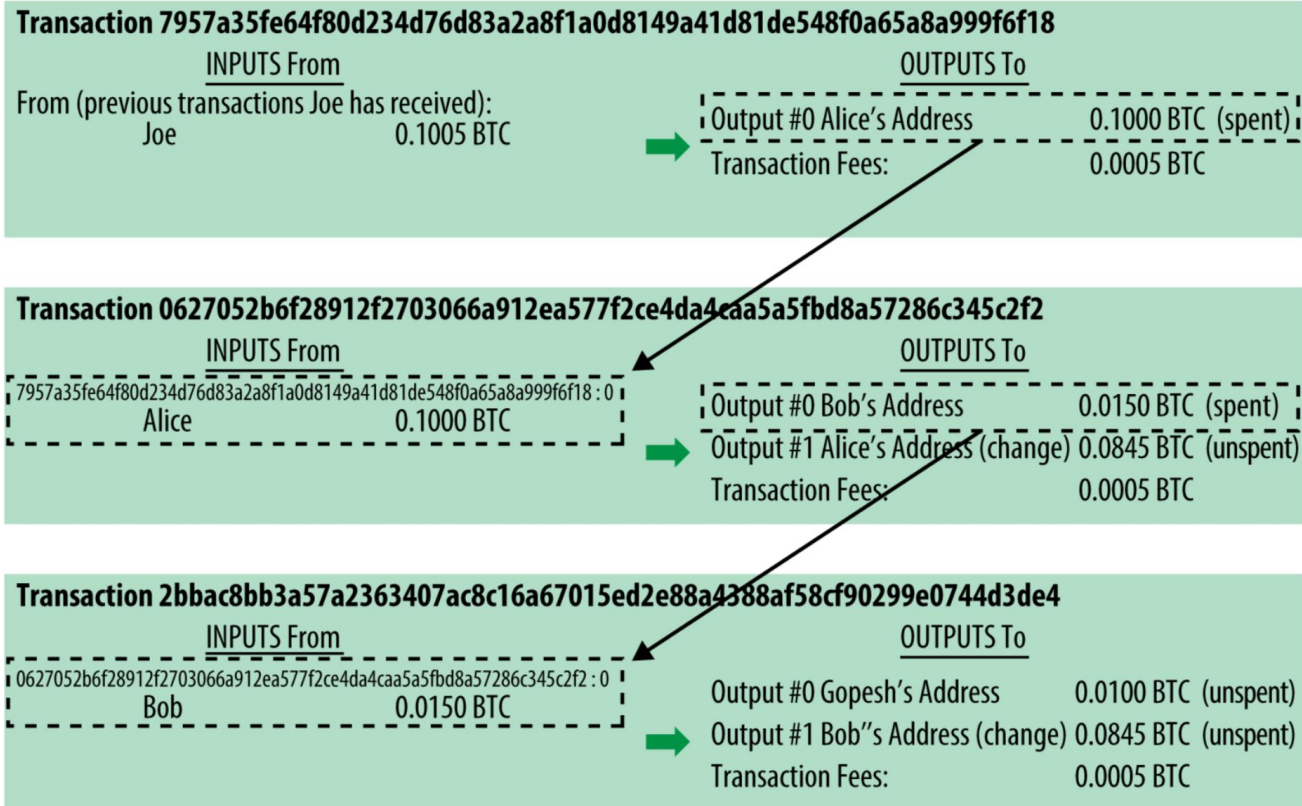 Transaction 7957a35fe64f80d234d76d83a2a8f1a0d8149a41d81de548f0a65a8a999f6f18
INPUTS From
OUTPUTS To
From (previous transactions Joe has received):
Joe 0.1005 BTC
Output #0 Alice's Address 0.1000 BTC (spent)
Transaction Fees: 0.0005 BTC
Transaction 0627052b6f28912f2703066a912ea577f2ce4da4caa5a5fbd8a57286c345c2f2
INPUTS From
OUTPUTS To
7957a35fe64f80d234d76d83a2a8f1a0d8149a41d81de548f0a65a8a999f6f18 : 0
Alice 0.1000 BTC
Output #0 Bob's Address 0.0150 BTC (spent)
Output #1 Alice's Address (change) 0.0845 BTC (unspent)
Transaction Fees: 0.0005 BTC
Transaction 2bbac8bb3a57a2363407ac8c16a67015ed2e88a4388af58cf90299e0744d3de4
INPUTS From
OUTPUTS To
0627052b6f28912f2703066a912ea577f2ce4da4caa5a5fbd8a57286c345c2f2 : 0
Bob 0.0150 BTC
Output #0 Gopesh's Address 0.0100 BTC (unspent)
Output #1 Bob''s Address (change) 0.0845 BTC (unspent)
Transaction Fees: 0.0005 BTC